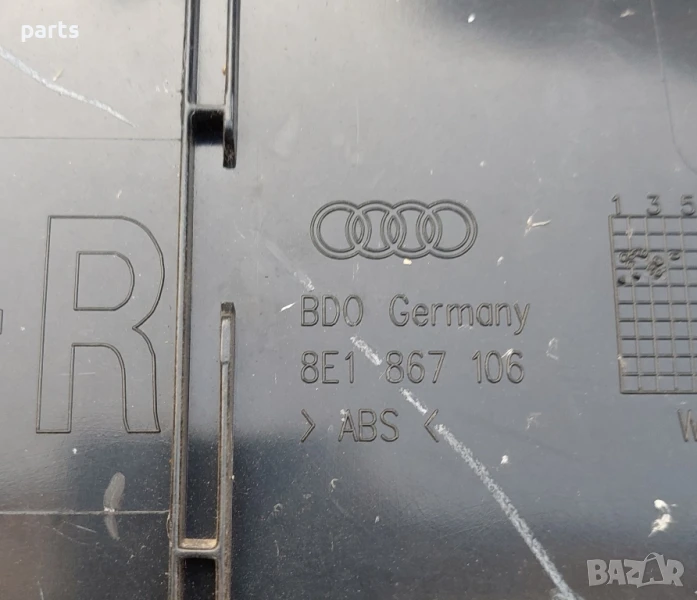 parts
1 3 5
R
BDO Germany
8E1 867 106
> ABS <
W
BAZAR